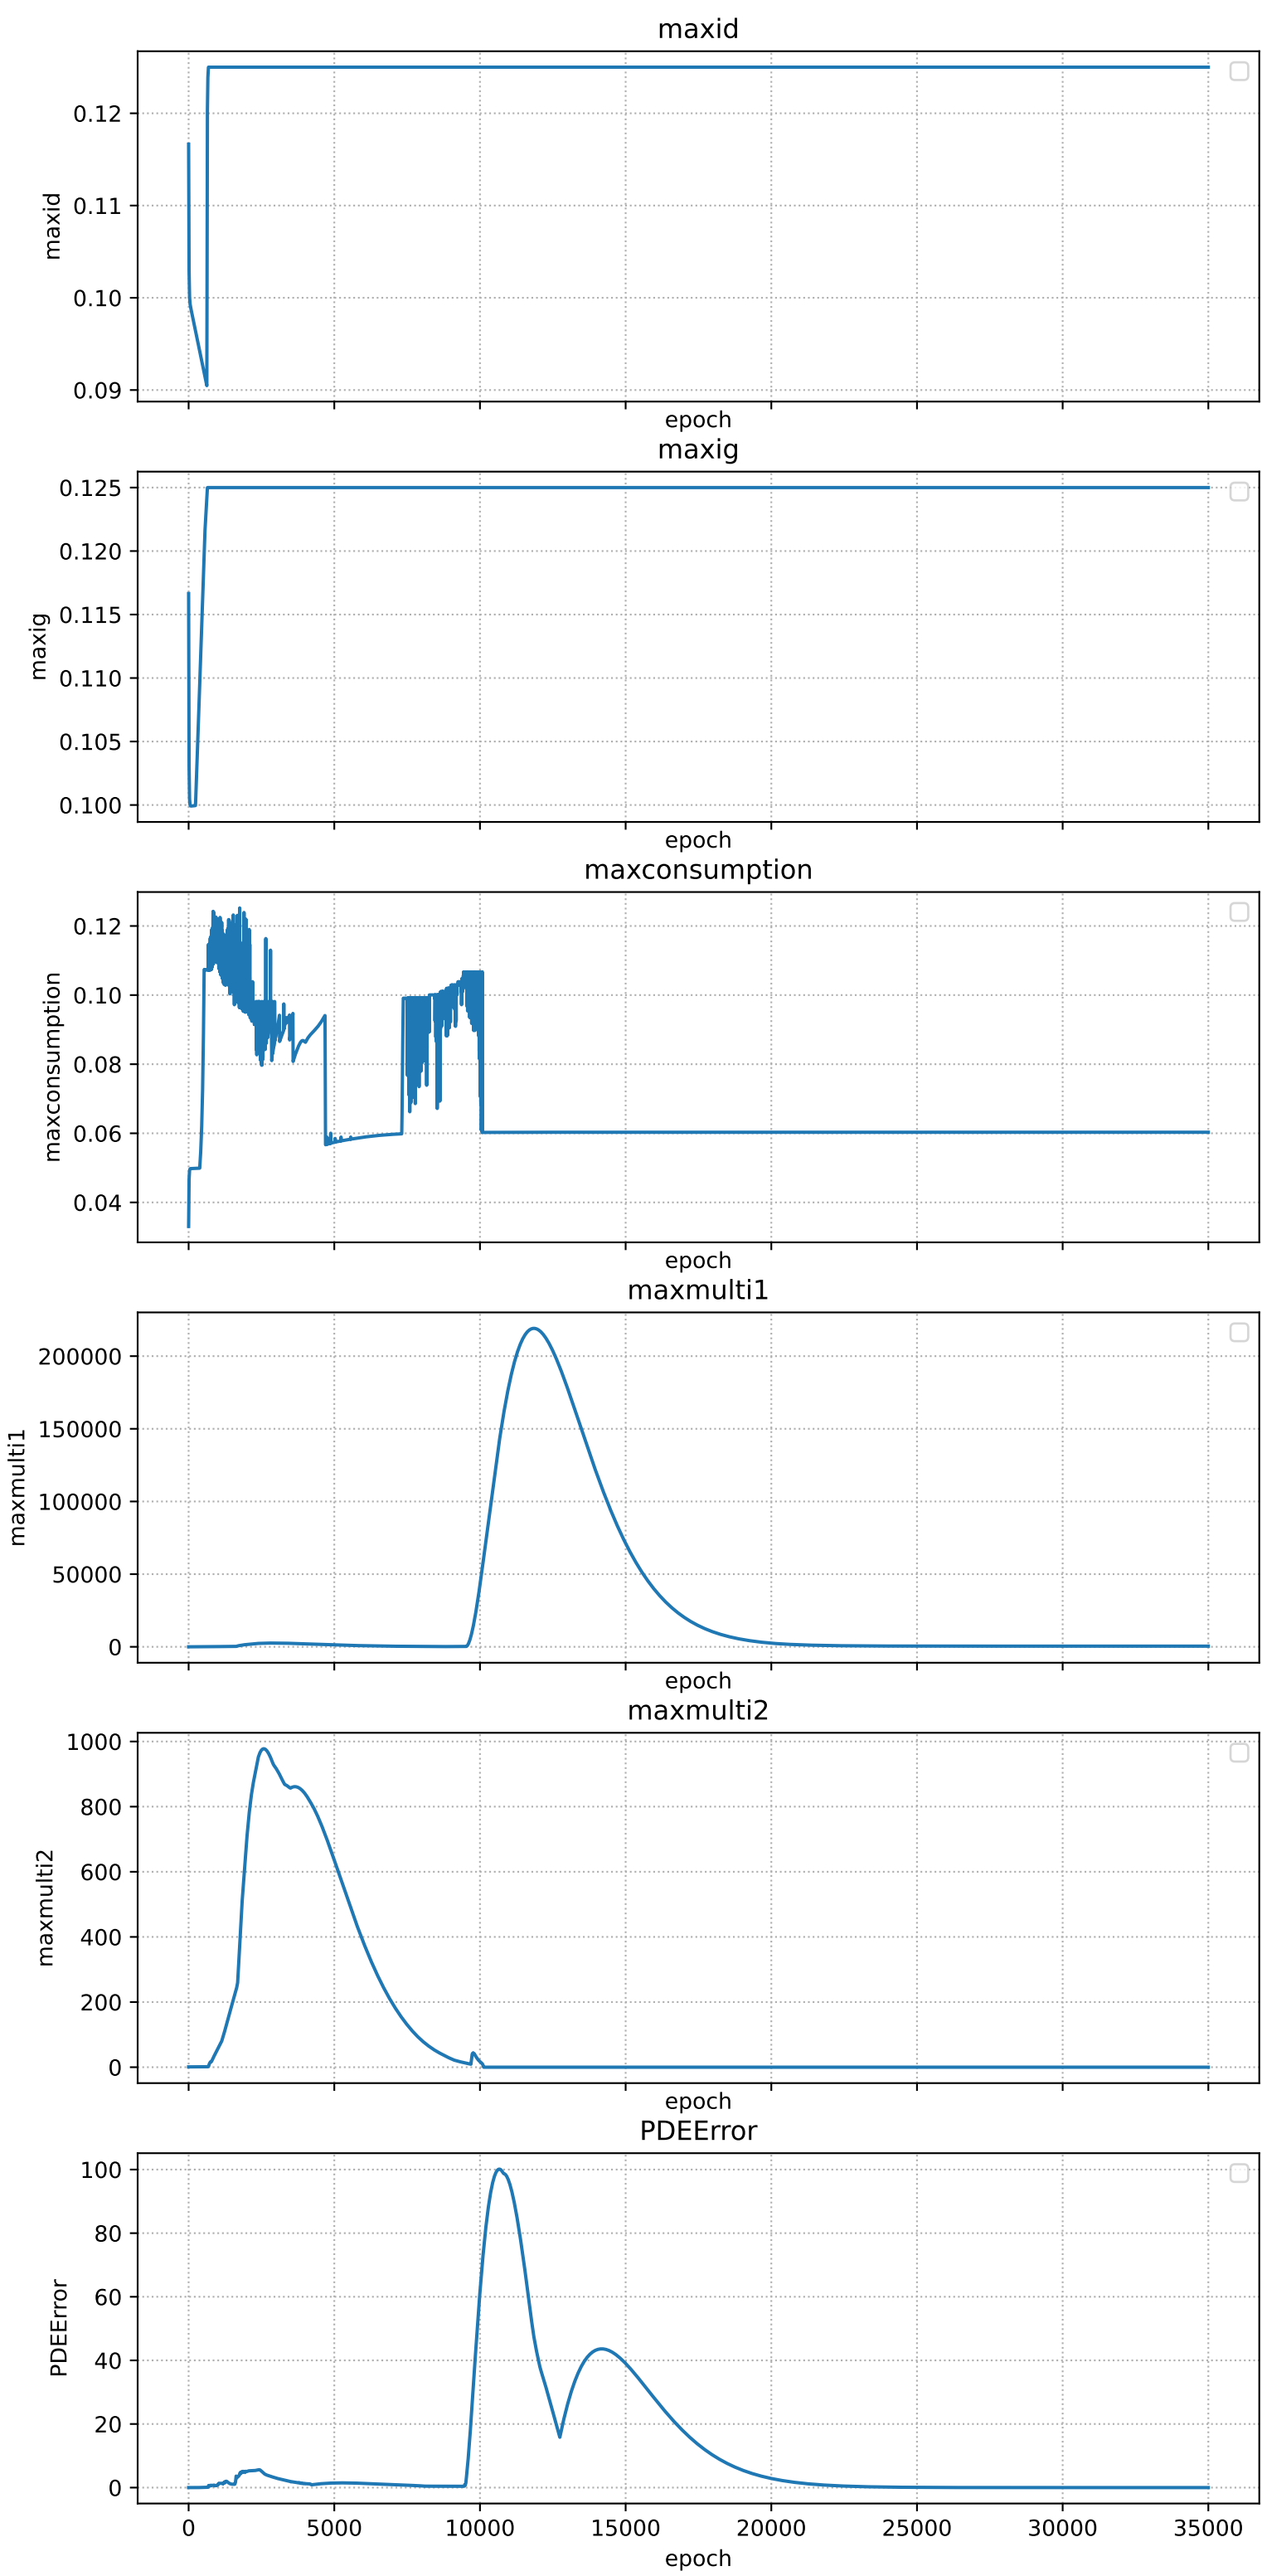 maxid
0.12
0.11
0.10
0.09
maxid
epoch
maxig
0.125
0.120
0.115
0.110
0.105
0.100
maxig
epoch
maxconsumption
0.12
0.10
0.08
0.06
0.04
maxconsumption
epoch
maxmulti1
200000
150000
100000
50000
0
maxmulti1
epoch
maxmulti2
1000
800
600
400
200
0
maxmulti2
epoch
PDEError
100
80
60
40
20
0
PDEError
0 5000 10000 15000 20000 25000 30000 35000
epoch